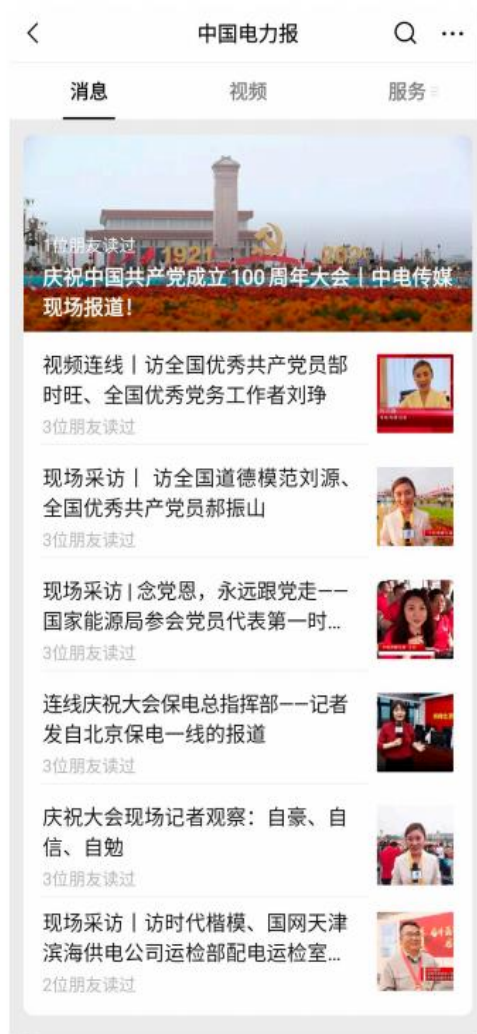 中国电力报
消息
视频
服务
1位朋友读过
1921
庆祝中国共产党成立100周年大会丨中电传媒
现场报道！
视频连线丨访全国优秀共产党员郜
时旺、全国优秀党务工作者刘琤
3位朋友读过
现场采访丨 访全国道德模范刘源、
全国优秀共产党员郝振山
3位朋友读过
现场采访 | 念党恩，永远跟党走——
国家能源局参会党员代表第一时...
3位朋友读过
连线庆祝大会保电总指挥部——记者
发自北京保电一线的报道
3位朋友读过
庆祝大会现场记者观察：自豪、自
信、自勉
3位朋友读过
现场采访丨访时代楷模、国网天津
滨海供电公司运检部配电运检室...
2位朋友读过